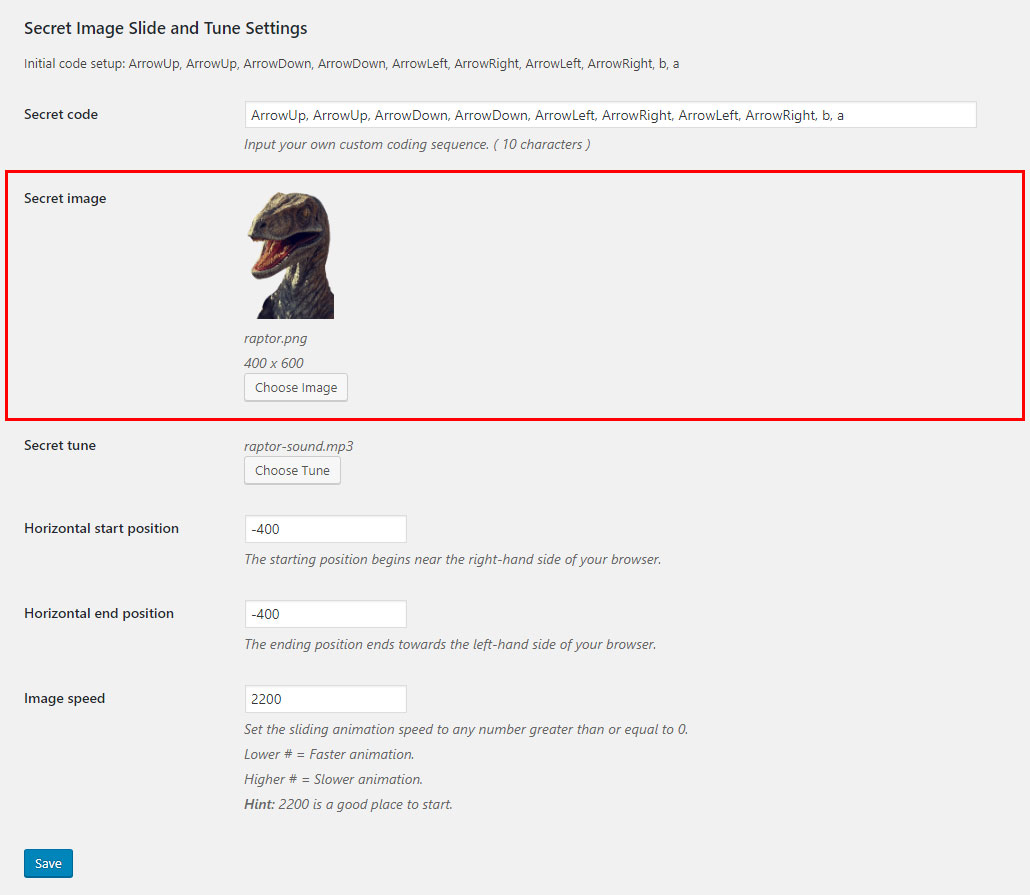 Secret Image Slide and Tune Settings
Initial code setup: ArrowUp, ArrowUp, ArrowDown, ArrowDown, ArrowLeft, ArrowRight, ArrowLeft, ArrowRight, b, a
Secret code
ArrowUp, ArrowUp, ArrowDown, ArrowDown, ArrowLeft, ArrowRight, ArrowLeft, ArrowRight, b, a
Input your own custom coding sequence. ( 10 characters )
Secret image
raptor.png
400 x 600
Choose Image
Secret tune
raptor-sound.mp3
Choose Tune
Horizontal start position
-400
The starting position begins near the right-hand side of your browser.
Horizontal end position
-400
The ending position ends towards the left-hand side of your browser.
Image speed
2200
Set the sliding animation speed to any number greater than or equal to 0.
Lower # = Faster animation.
Higher # = Slower animation.
Hint: 2200 is a good place to start.
Save